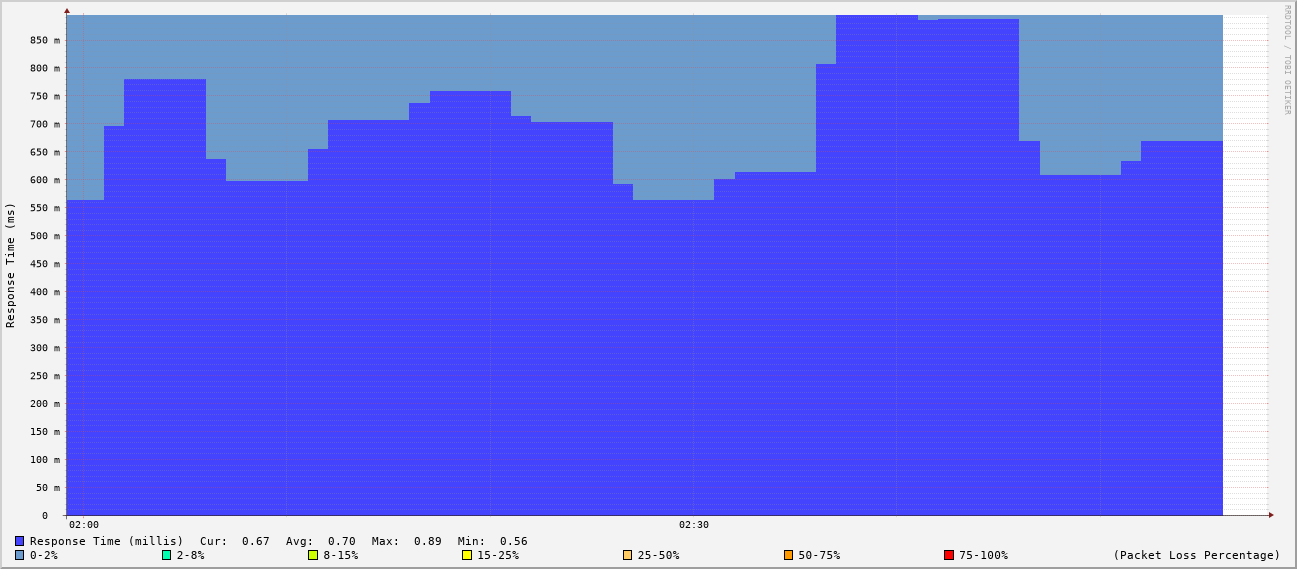 RRDTOOL / TOBI OETIKER
Response Time (ms)
850 m
800 m
750 m
700 m
650 m
600 m
550 m
500 m
450 m
400 m
350 m
300 m
250 m
200 m
150 m
100 m
50 m
0
02:00 02:30
Response Time (millis) Cur: 0.67 Avg: 0.70 Max: 0.89 Min: 0.56
0-2% 2-8% 8-15% 15-25% 25-50% 50-75% 75-100% (Packet Loss Percentage)